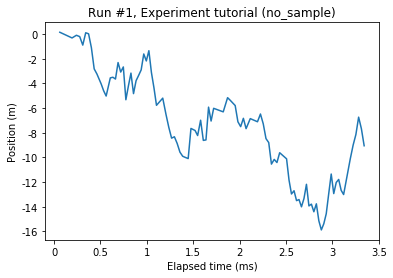 Run #1, Experiment tutorial (no_sample)
Position (m)
0
-2
-4
-6
-8
-10
-12
-14
-16
0 0.5 1 1.5 2 2.5 3 3.5
Elapsed time (ms)